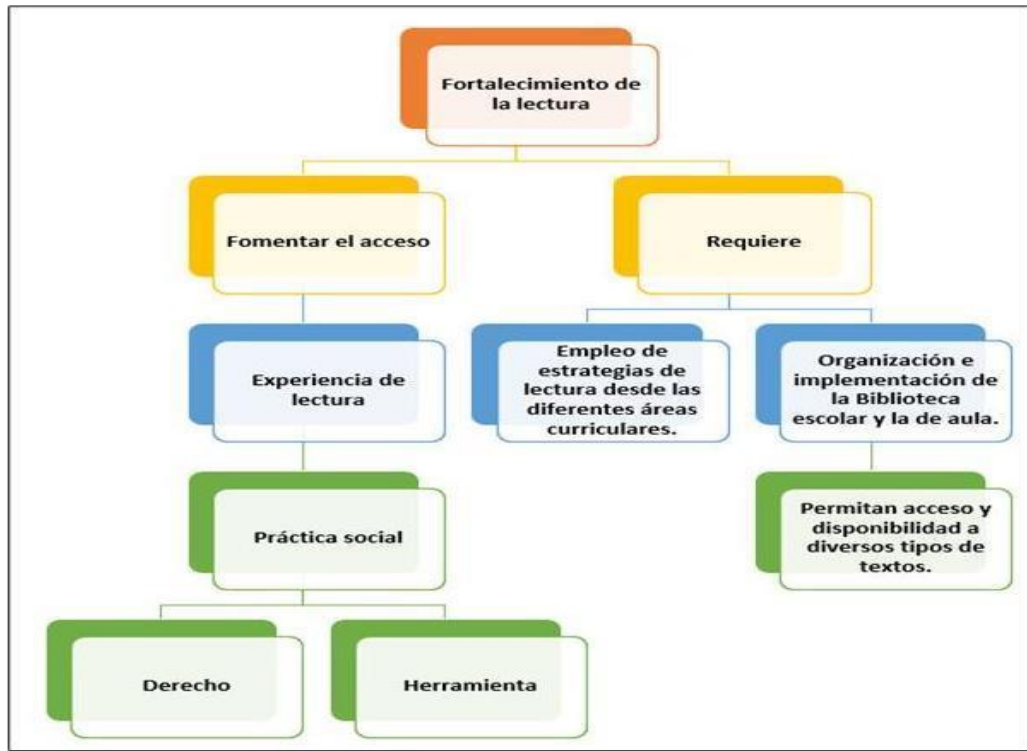 Fortalecimiento de
la lectura
Fomentar el acceso
Requiere
Experiencia de
lectura
Empleo de
estrategias de
lectura desde las
diferentes áreas
curriculares.
Organización e
implementación de
la Biblioteca
escolar y la de aula.
Práctica social
Permitan acceso y
disponibilidad a
diversos tipos de
textos.
Derecho
Herramienta